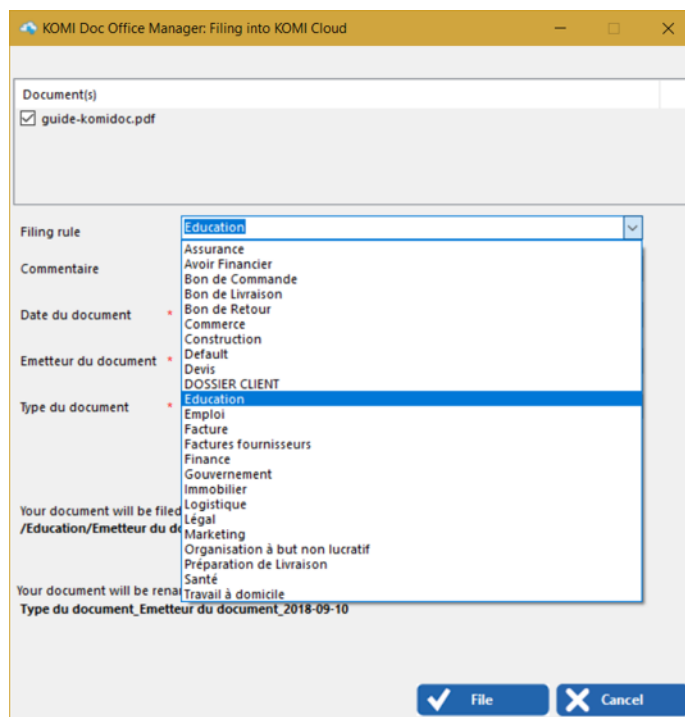 KOMI Doc Office Manager: Filing into KOMI Cloud
Document(s)
guide-komidoc.pdf
Filing rule
Education
Commentaire
Date du document *
Emetteur du document *
Type du document *
Assurance
Avoir Financier
Bon de Commande
Bon de Livraison
Bon de Retour
Commerce
Construction
Default
Devis
DOSSIER CLIENT
Education
Emploi
Facture
Factures fournisseurs
Finance
Gouvernement
Immobilier
Logistique
Légal
Marketing
Organisation à but non lucratif
Préparation de Livraison
Santé
Travail à domicile
Your document will be filed
/Education/Emetteur du do
Your document will be rena
Type du document_Emetteur du document_2018-09-10
File
Cancel